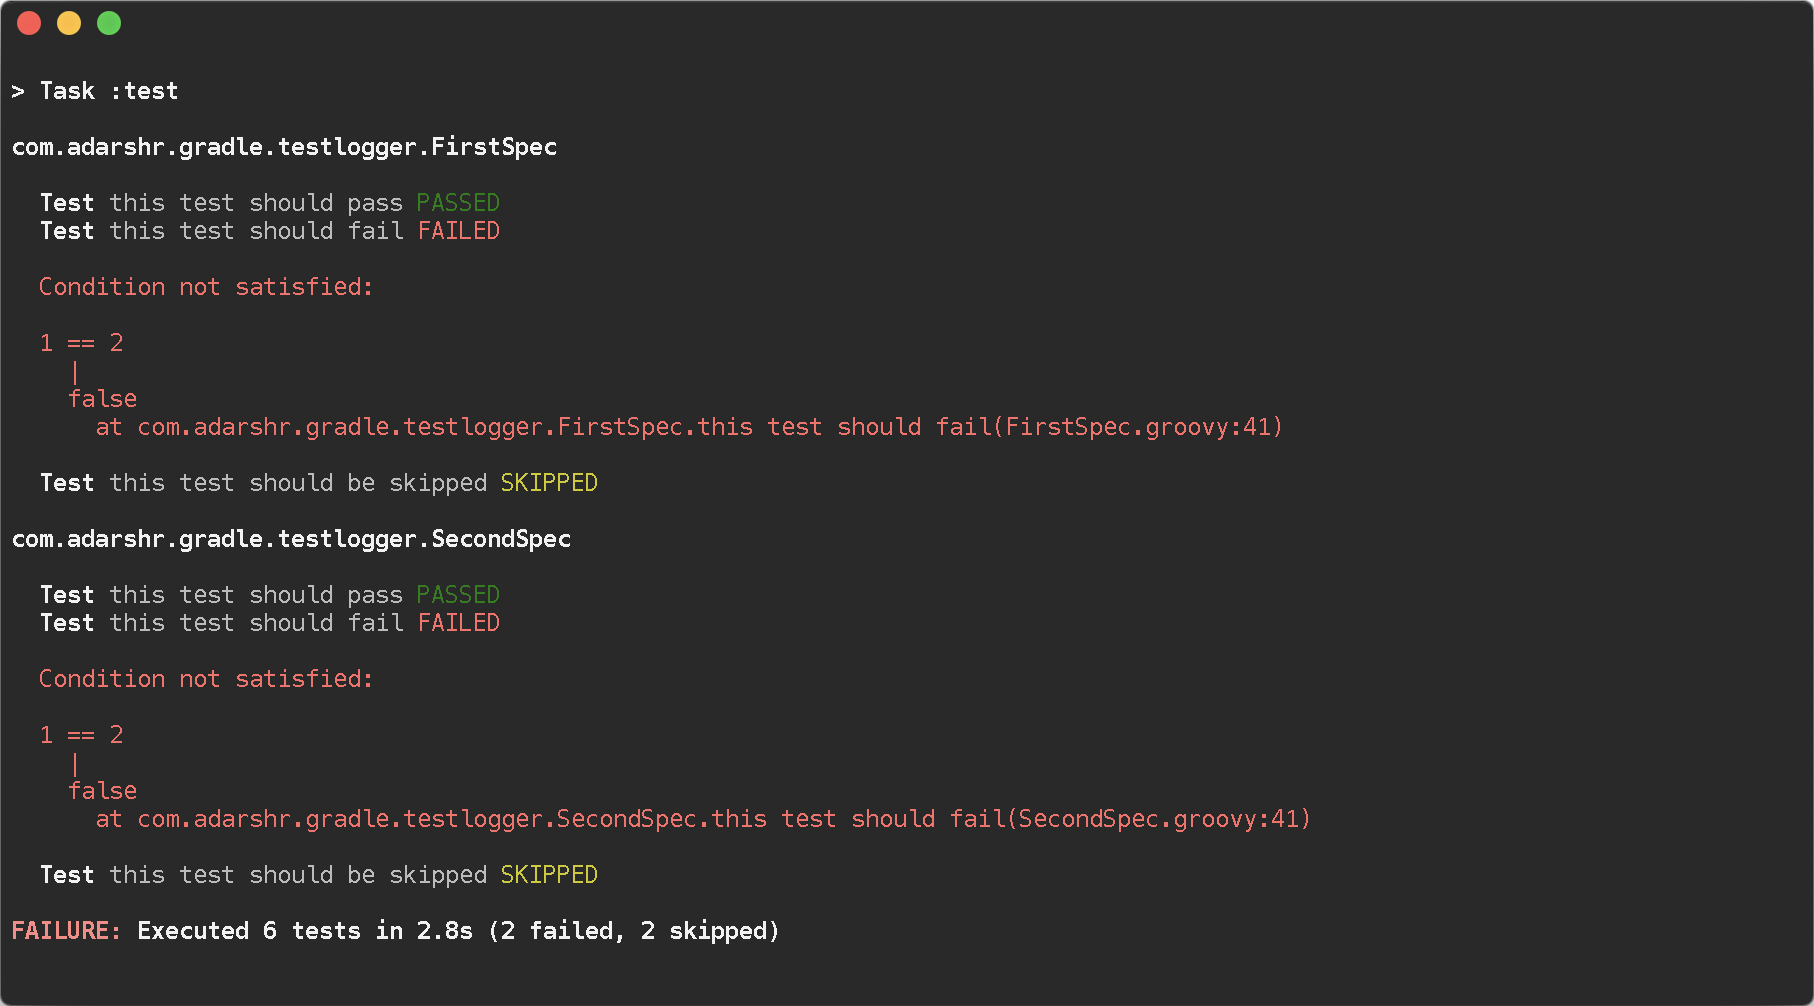 > Task :test
com.adarshr.gradle.testlogger.FirstSpec
Test this test should pass PASSED
Test this test should fail FAILED
Condition not satisfied:
1 == 2
|
false
at com.adarshr.gradle.testlogger.FirstSpec.this test should fail(FirstSpec.groovy:41)
Test this test should be skipped SKIPPED
com.adarshr.gradle.testlogger.SecondSpec
Test this test should pass PASSED
Test this test should fail FAILED
Condition not satisfied:
1 == 2
|
false
at com.adarshr.gradle.testlogger.SecondSpec.this test should fail(SecondSpec.groovy:41)
Test this test should be skipped SKIPPED
FAILURE: Executed 6 tests in 2.8s (2 failed, 2 skipped)